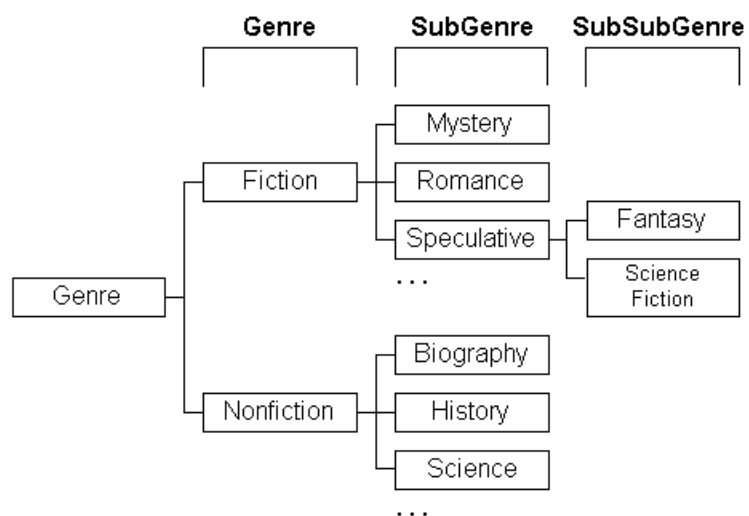 Genre SubGenre SubSubGenre
Mystery
Fiction Romance
Speculative Fantasy
...
Genre
Science
Fiction
Biography
Nonfiction History
Science
...